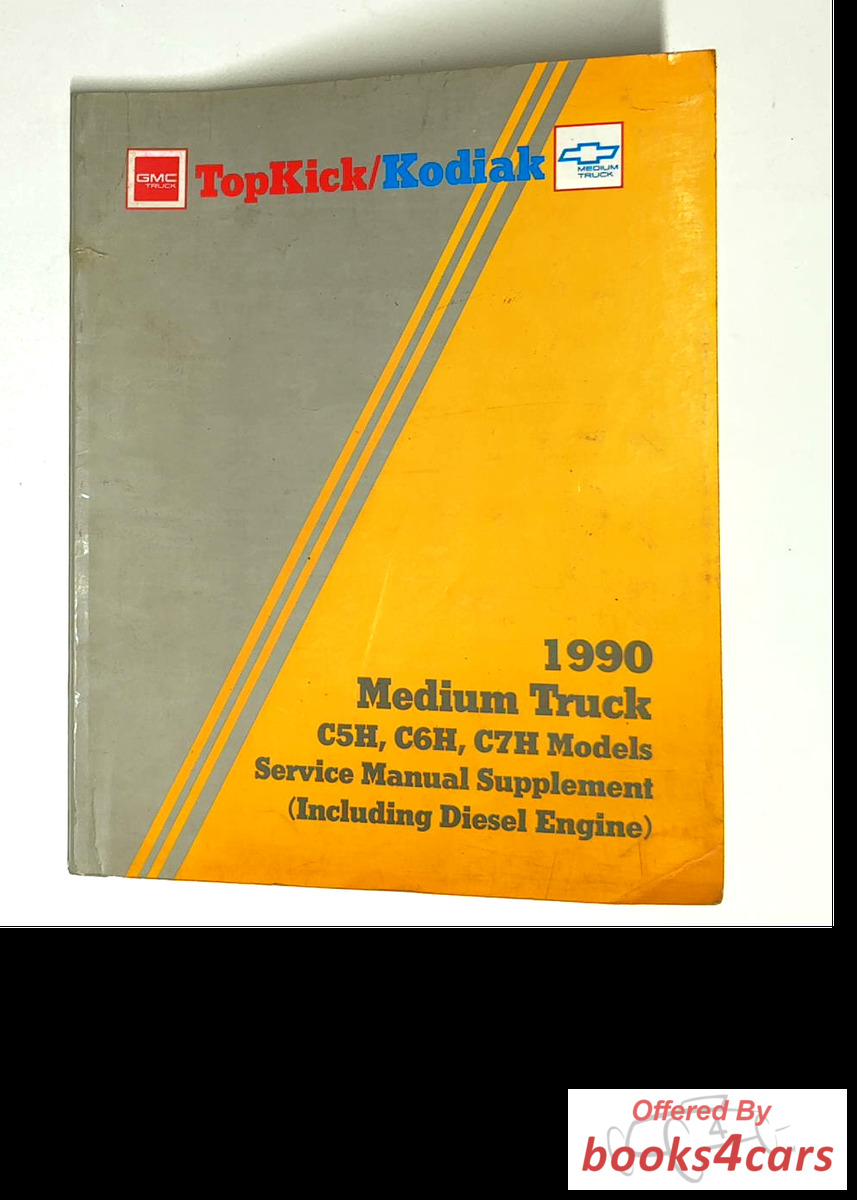 GMC
TRUCK
TopKick/Kodiak
MEDIUM
TRUCK
1990
Medium Truck
C5H, C6H, C7H Models
Service Manual Supplement
(Including Diesel Engine)
Offered By
4
books4cars